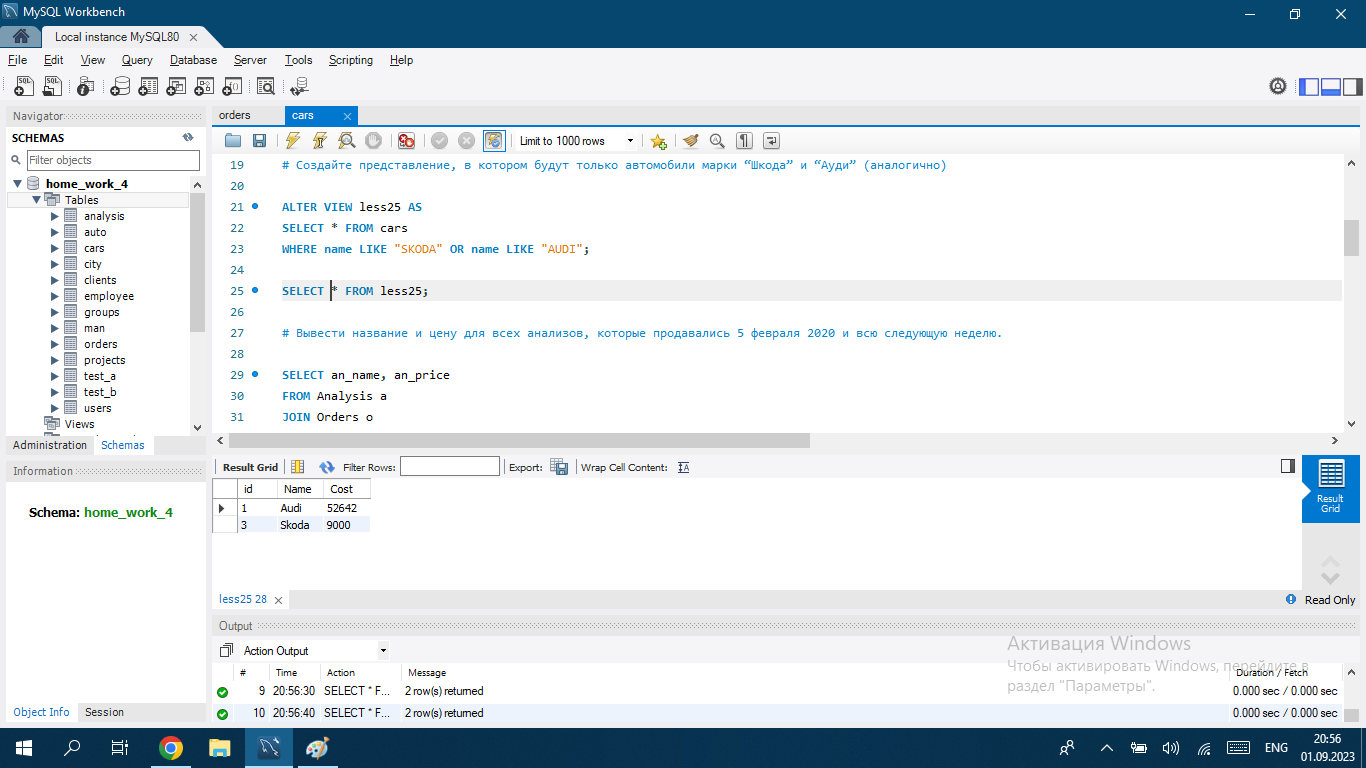 MySQL Workbench
Local instance MySQL80
File Edit View Query Database Server Tools Scripting Help
Navigator
SCHEMAS
Filter objects
home_work_4
Tables
analysis
auto
cars
city
clients
employee
groups
man
orders
projects
test_a
test_b
users
Views
Administration Schemas
Information
Schema: home_work_4
Object Info Session
orders cars
Limit to 1000 rows
19 # Создайте представление, в котором будут только автомобили марки “Шкода” и “Ауди” (аналогично)
20
21 ALTER VIEW less25 AS
22 SELECT * FROM cars
23 WHERE name LIKE "SKODA" OR name LIKE "AUDI";
24
25 SELECT * FROM less25;
26
27 # Вывести название и цену для всех анализов, которые продавались 5 февраля 2020 и всю следующую неделю.
28
29 SELECT an_name, an_price
30 FROM Analysis a
31 JOIN Orders o
Result Grid Filter Rows: Export: Wrap Cell Content:
id Name Cost
1 Audi 52642
3 Skoda 9000
Result
Grid
less25 28
Read Only
Output
Action Output
# Time Action Message Duration / Fetch
9 20:56:30 SELECT * F... 2 row(s) returned 0.000 sec / 0.000 sec
10 20:56:40 SELECT * F... 2 row(s) returned 0.000 sec / 0.000 sec
Активация Windows
Чтобы активировать Windows, перейдите в
раздел "Параметры".
ENG
20:56
01.09.2023